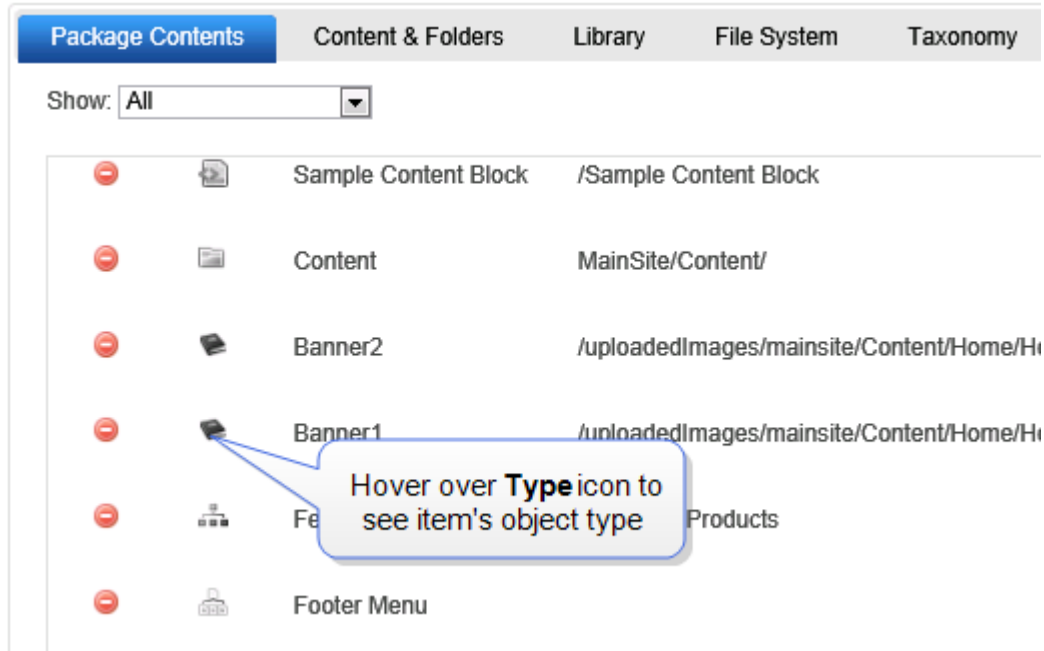 Package Contents Content & Folders Library File System Taxonomy
Show: All
Sample Content Block /Sample Content Block
Content MainSite/Content/
Banner2 /uploadedImages/mainsite/Content/Home/H
Banner1 /uploadedImages/mainsite/Content/Home/H
Hover over Type icon to
see item's object type
Fe Products
Footer Menu